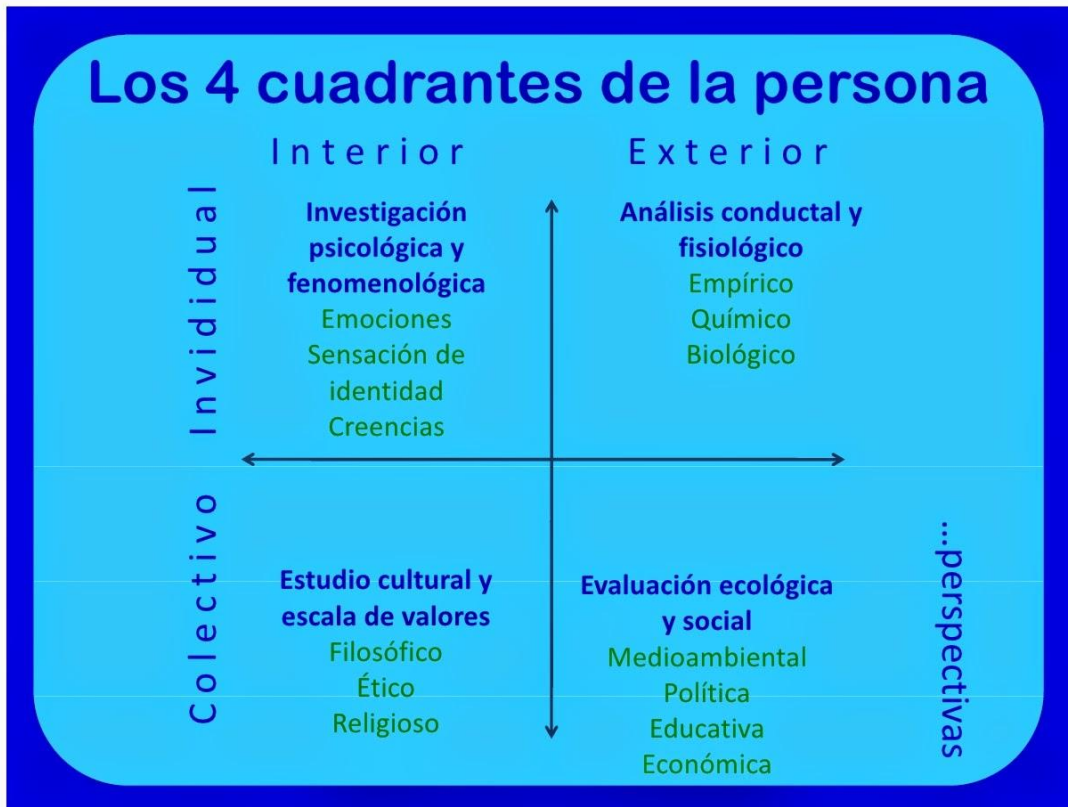 Los 4 cuadrantes de la persona
Interior
Exterior
Invididual
Investigación
psicológica y
fenomenológica
Emociones
Sensación de
identidad
Creencias
Análisis conductal y
fisiológico
Empírico
Químico
Biológico
Colectivo
Estudio cultural y
escala de valores
Filosófico
Ético
Religioso
Evaluación ecológica
y social
Medioambiental
Política
Educativa
Económica
...perspectivas